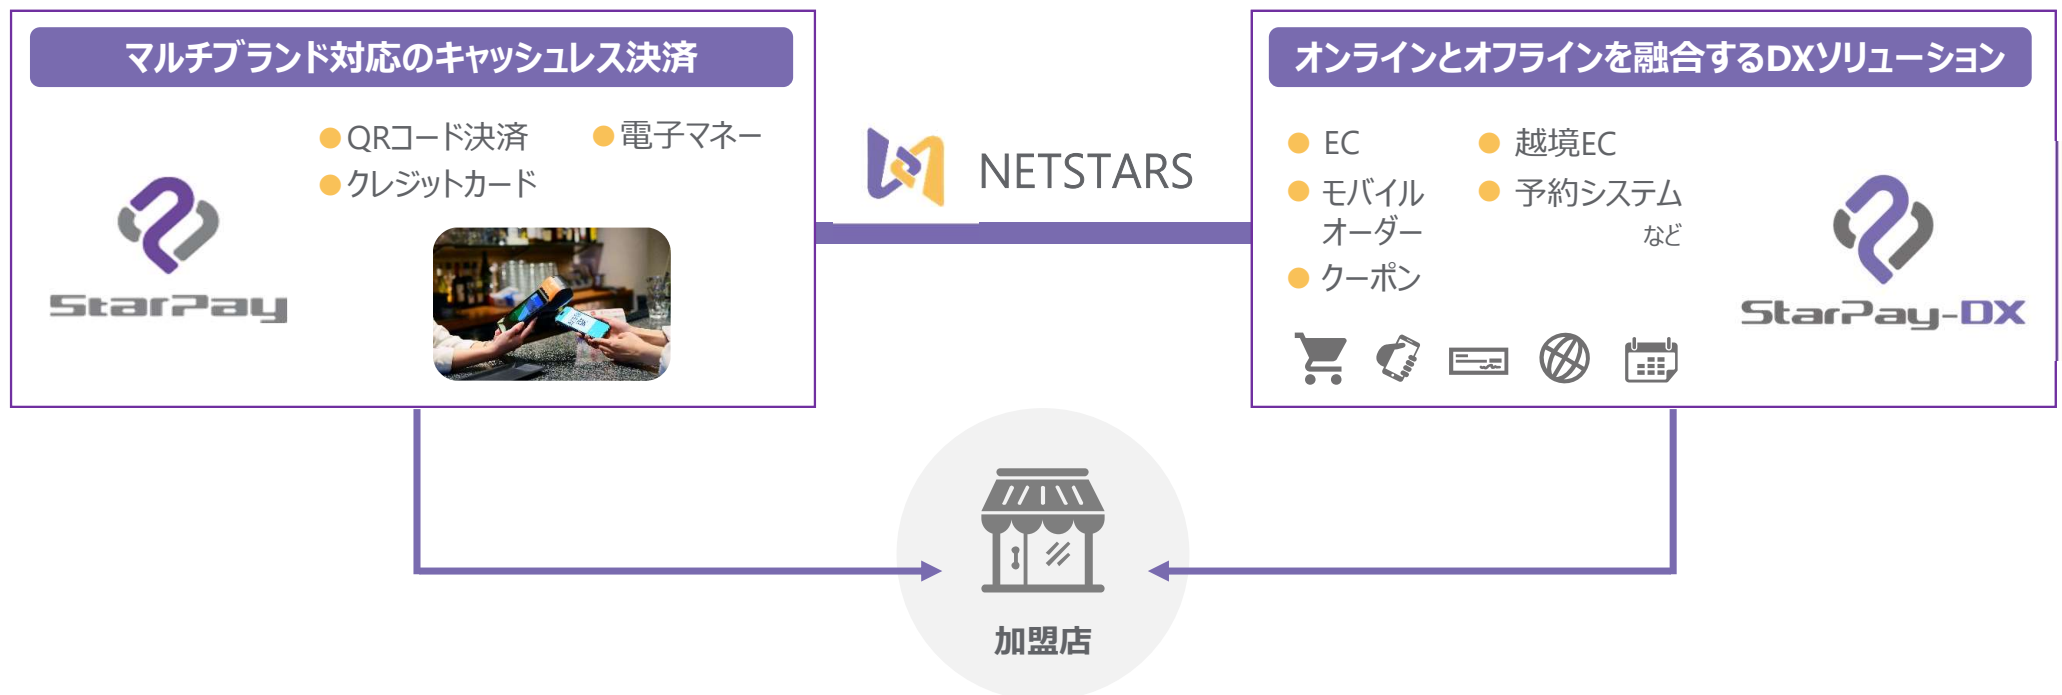 マルチブランド対応のキャッシュレス決済
QRコード決済
電子マネー
クレジットカード
StarPay
NETSTARS
オンラインとオフラインを融合するDXソリューション
EC
越境EC
モバイル
オーダー
予約システム
など
クーポン
StarPay-DX
加盟店